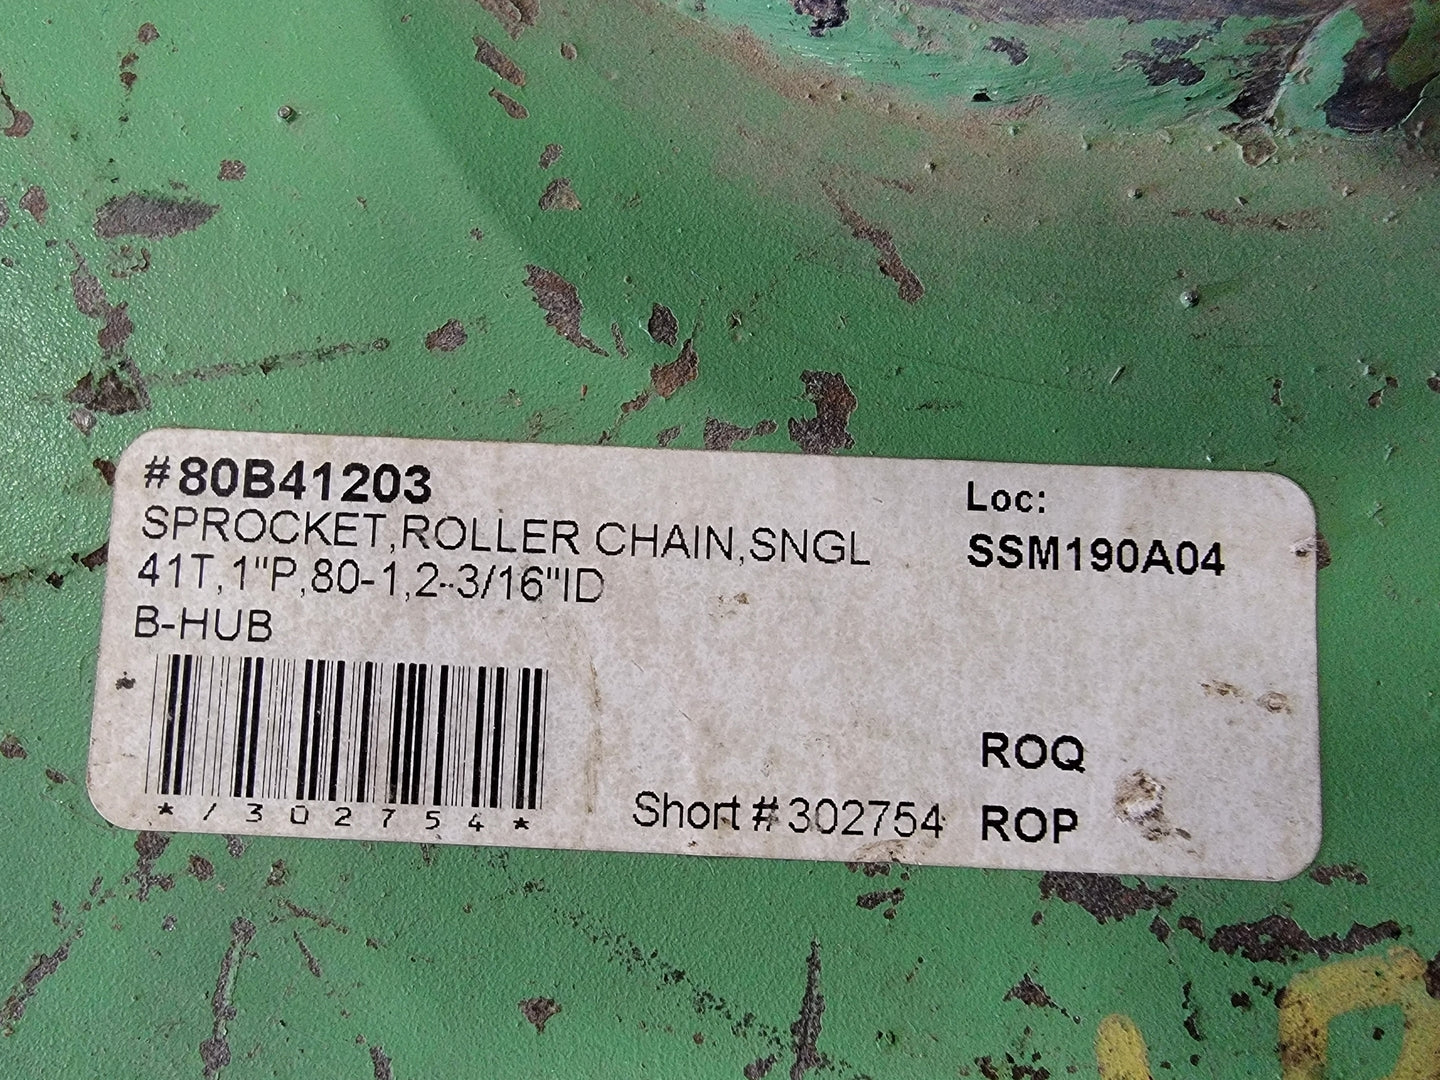 #80B41203
SPROCKET,ROLLER CHAIN,SNGL
41T,1"P,80-1,2-3/16"ID
B-HUB
*/302754*
Short # 302754
Loc:
SSM190A04
ROQ
ROP